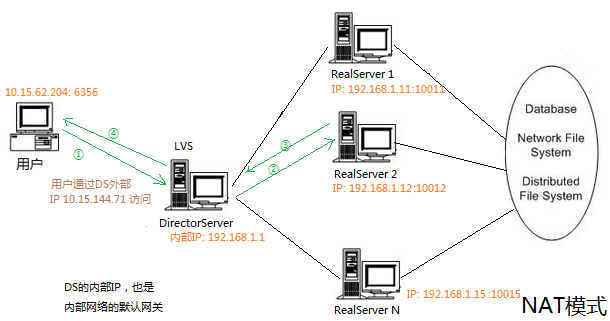 RealServer 1
IP: 192.168.1.11:10011
10.15.62.204: 6356
④
①
用户
LVS
③
②
RealServer 2
IP: 192.168.1.12:10012
Database
Network File
System
Distributed
File System
用户通过DS外部
IP 10.15.144.71 访问
DirectorServer
内部IP: 192.168.1.1
DS的内部IP，也是
内部网络的默认网关
RealServer N
IP: 192.168.1.15 :10015
NAT模式